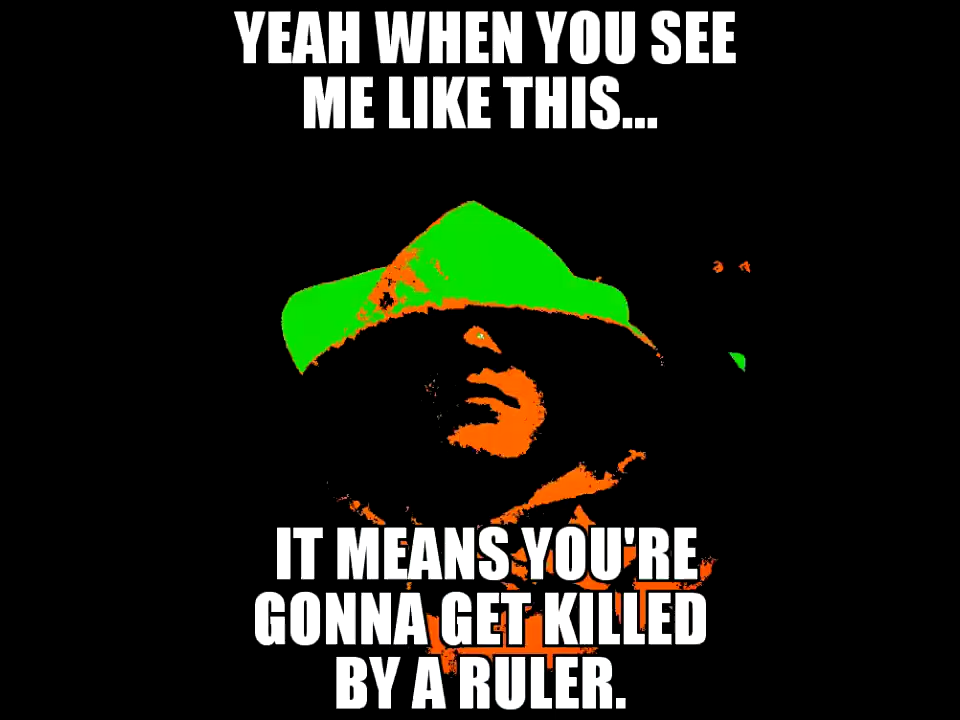 YEAH WHEN YOU SEE
ME LIKE THIS...
IT MEANS YOU'RE
GONNA GET KILLED
BY A RULER.